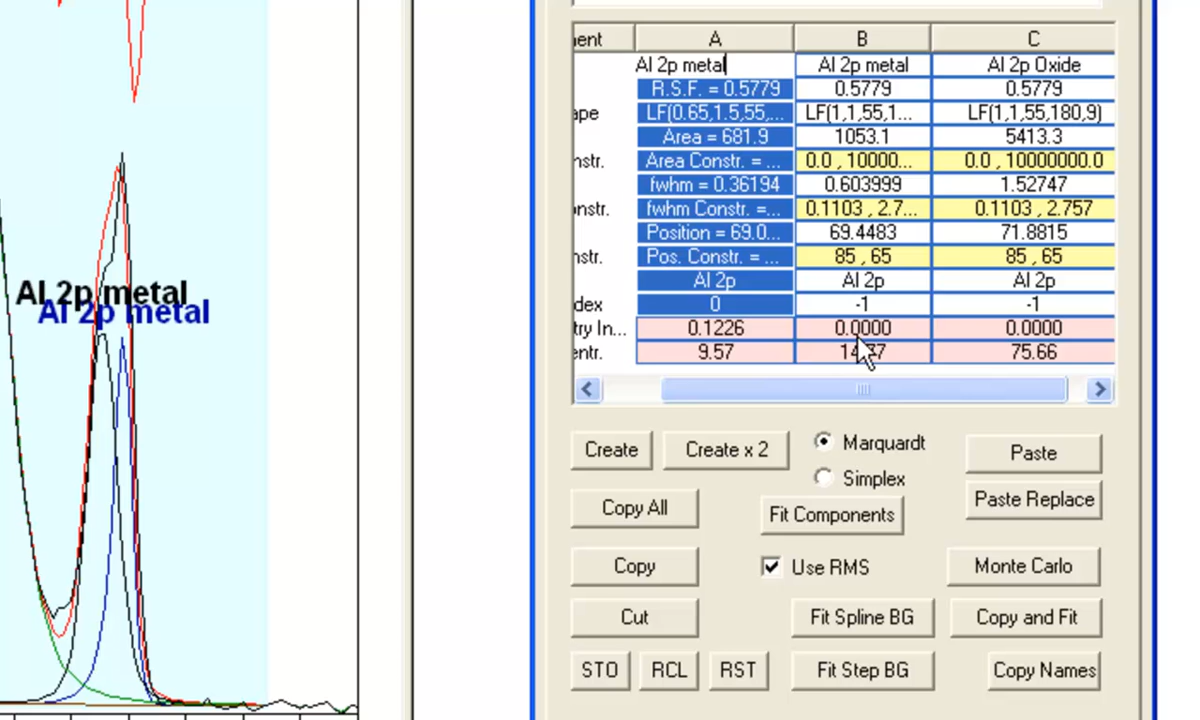 ent A B C
Al 2p metal Al 2p metal Al 2p Oxide
R.S.F. = 0.5779 0.5779 0.5779
ape LF(0.65,1.5,55,... LF(1,1,55,1... LF(1,1,55,180,9)
Area = 681.9 1053.1 5413.3
nstr. Area Constr. = ... 0.0 , 10000... 0.0 , 10000000.0
fwhm = 0.36194 0.603999 1.52747
onstr. fwhm Constr. =... 0.1103 , 2.7... 0.1103 , 2.757
Position = 69.0... 69.4483 71.8815
nstr. Pos. Constr. = ... 85 , 65 85 , 65
Al 2p Al 2p Al 2p
dex 0 -1 -1
try In... 0.1226 0.0000 0.0000
entr. 9.57 75.66
Al 2p metal
Al 2p metal
Create Create x 2 Marquardt Paste
Simplex
Copy All Fit Components Paste Replace
Copy Use RMS Monte Carlo
Cut Fit Spline BG Copy and Fit
STO RCL RST Fit Step BG Copy Names